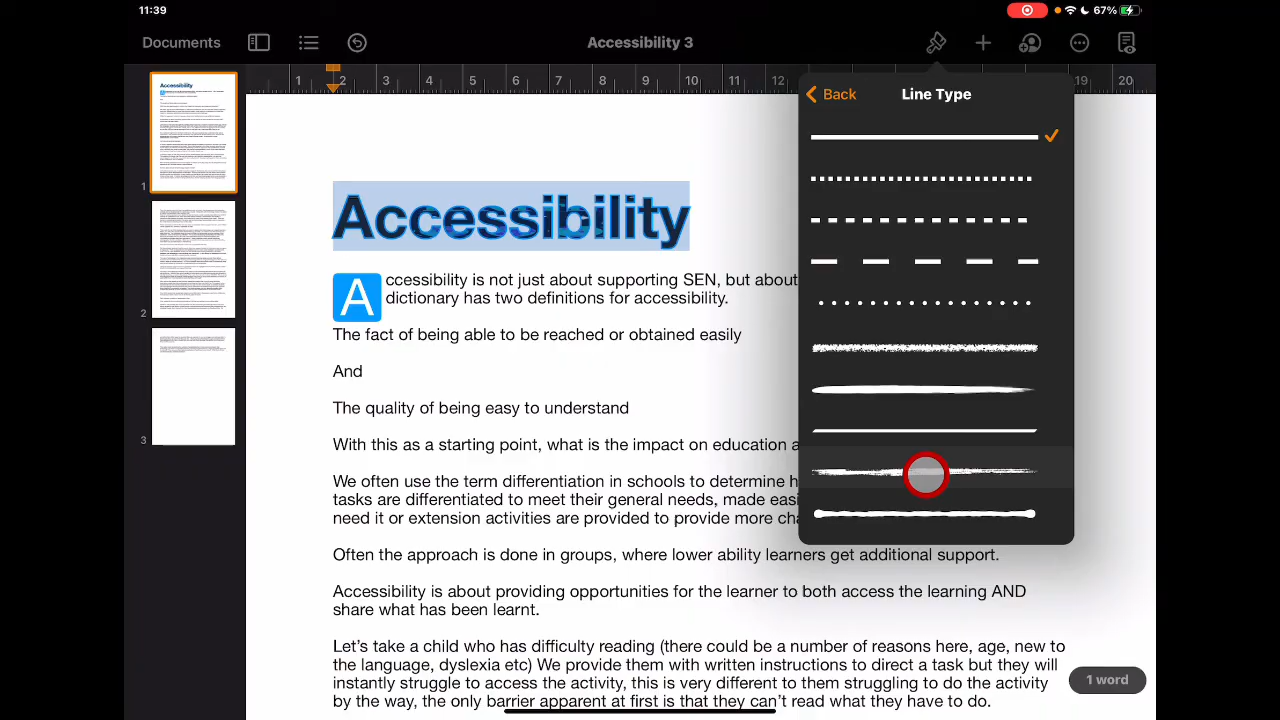 11:39
67%
Documents
Accessibility 3
1 2 3 4 5 6 7 8 9 10 11 12 19 20
Back
Line Type
1
2
3
Accessibility
Accessibility is not just about supporting SEN, but about
dictionary has two definitions for accessibility.
The fact of being able to be reached or obtained easily
And
The quality of being easy to understand
With this as a starting point, what is the impact on education a
We often use the term differentiation in schools to determine h
tasks are differentiated to meet their general needs, made easi
need it or extension activities are provided to provide more cha
Often the approach is done in groups, where lower ability learners get additional support.
Accessibility is about providing opportunities for the learner to both access the learning AND
share what has been learnt.
Let's take a child who has difficulty reading (there could be a number of reasons here, age, new to
the language, dyslexia etc) We provide them with written instructions to direct a task but they will
instantly struggle to access the activity, this is very different to them struggling to do the activity
by the way, the only barrier apparent at first is that they can't read what they have to do.
1 word